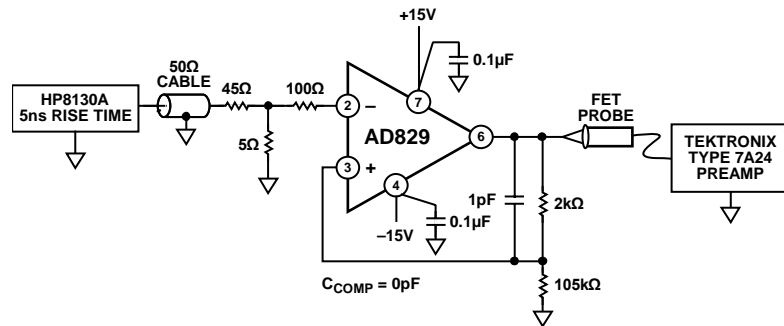 +15V
50Ω
CABLE
0.1µF
HP8130A
5ns RISE TIME
45Ω
100Ω
5Ω
2
–
7
AD829
6
3
+
4
–15V
0.1µF
FET
PROBE
TEKTRONIX
TYPE 7A24
PREAMP
1pF
2kΩ
C COMP = 0pF
105kΩ